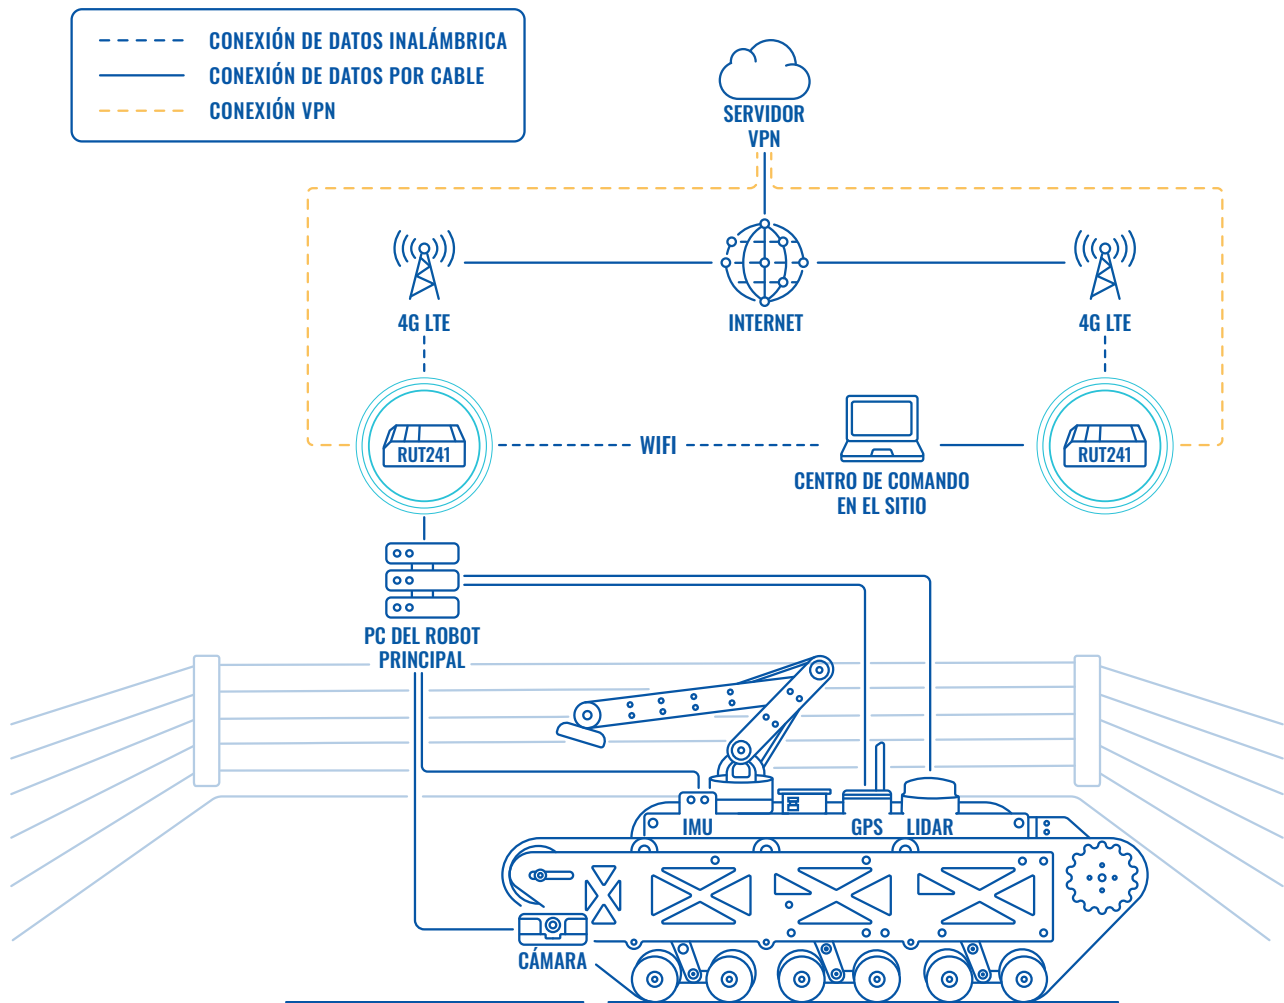 CONEXIÓN DE DATOS INALÁMBRICA
CONEXIÓN DE DATOS POR CABLE
CONEXIÓN VPN
SERVIDOR
VPN
4G LTE
INTERNET
4G LTE
RUT241
WIFI
RUT241
CENTRO DE COMANDO
EN EL SITIO
PC DEL ROBOT
PRINCIPAL
IMU
GPS
LIDAR
CÁMARA